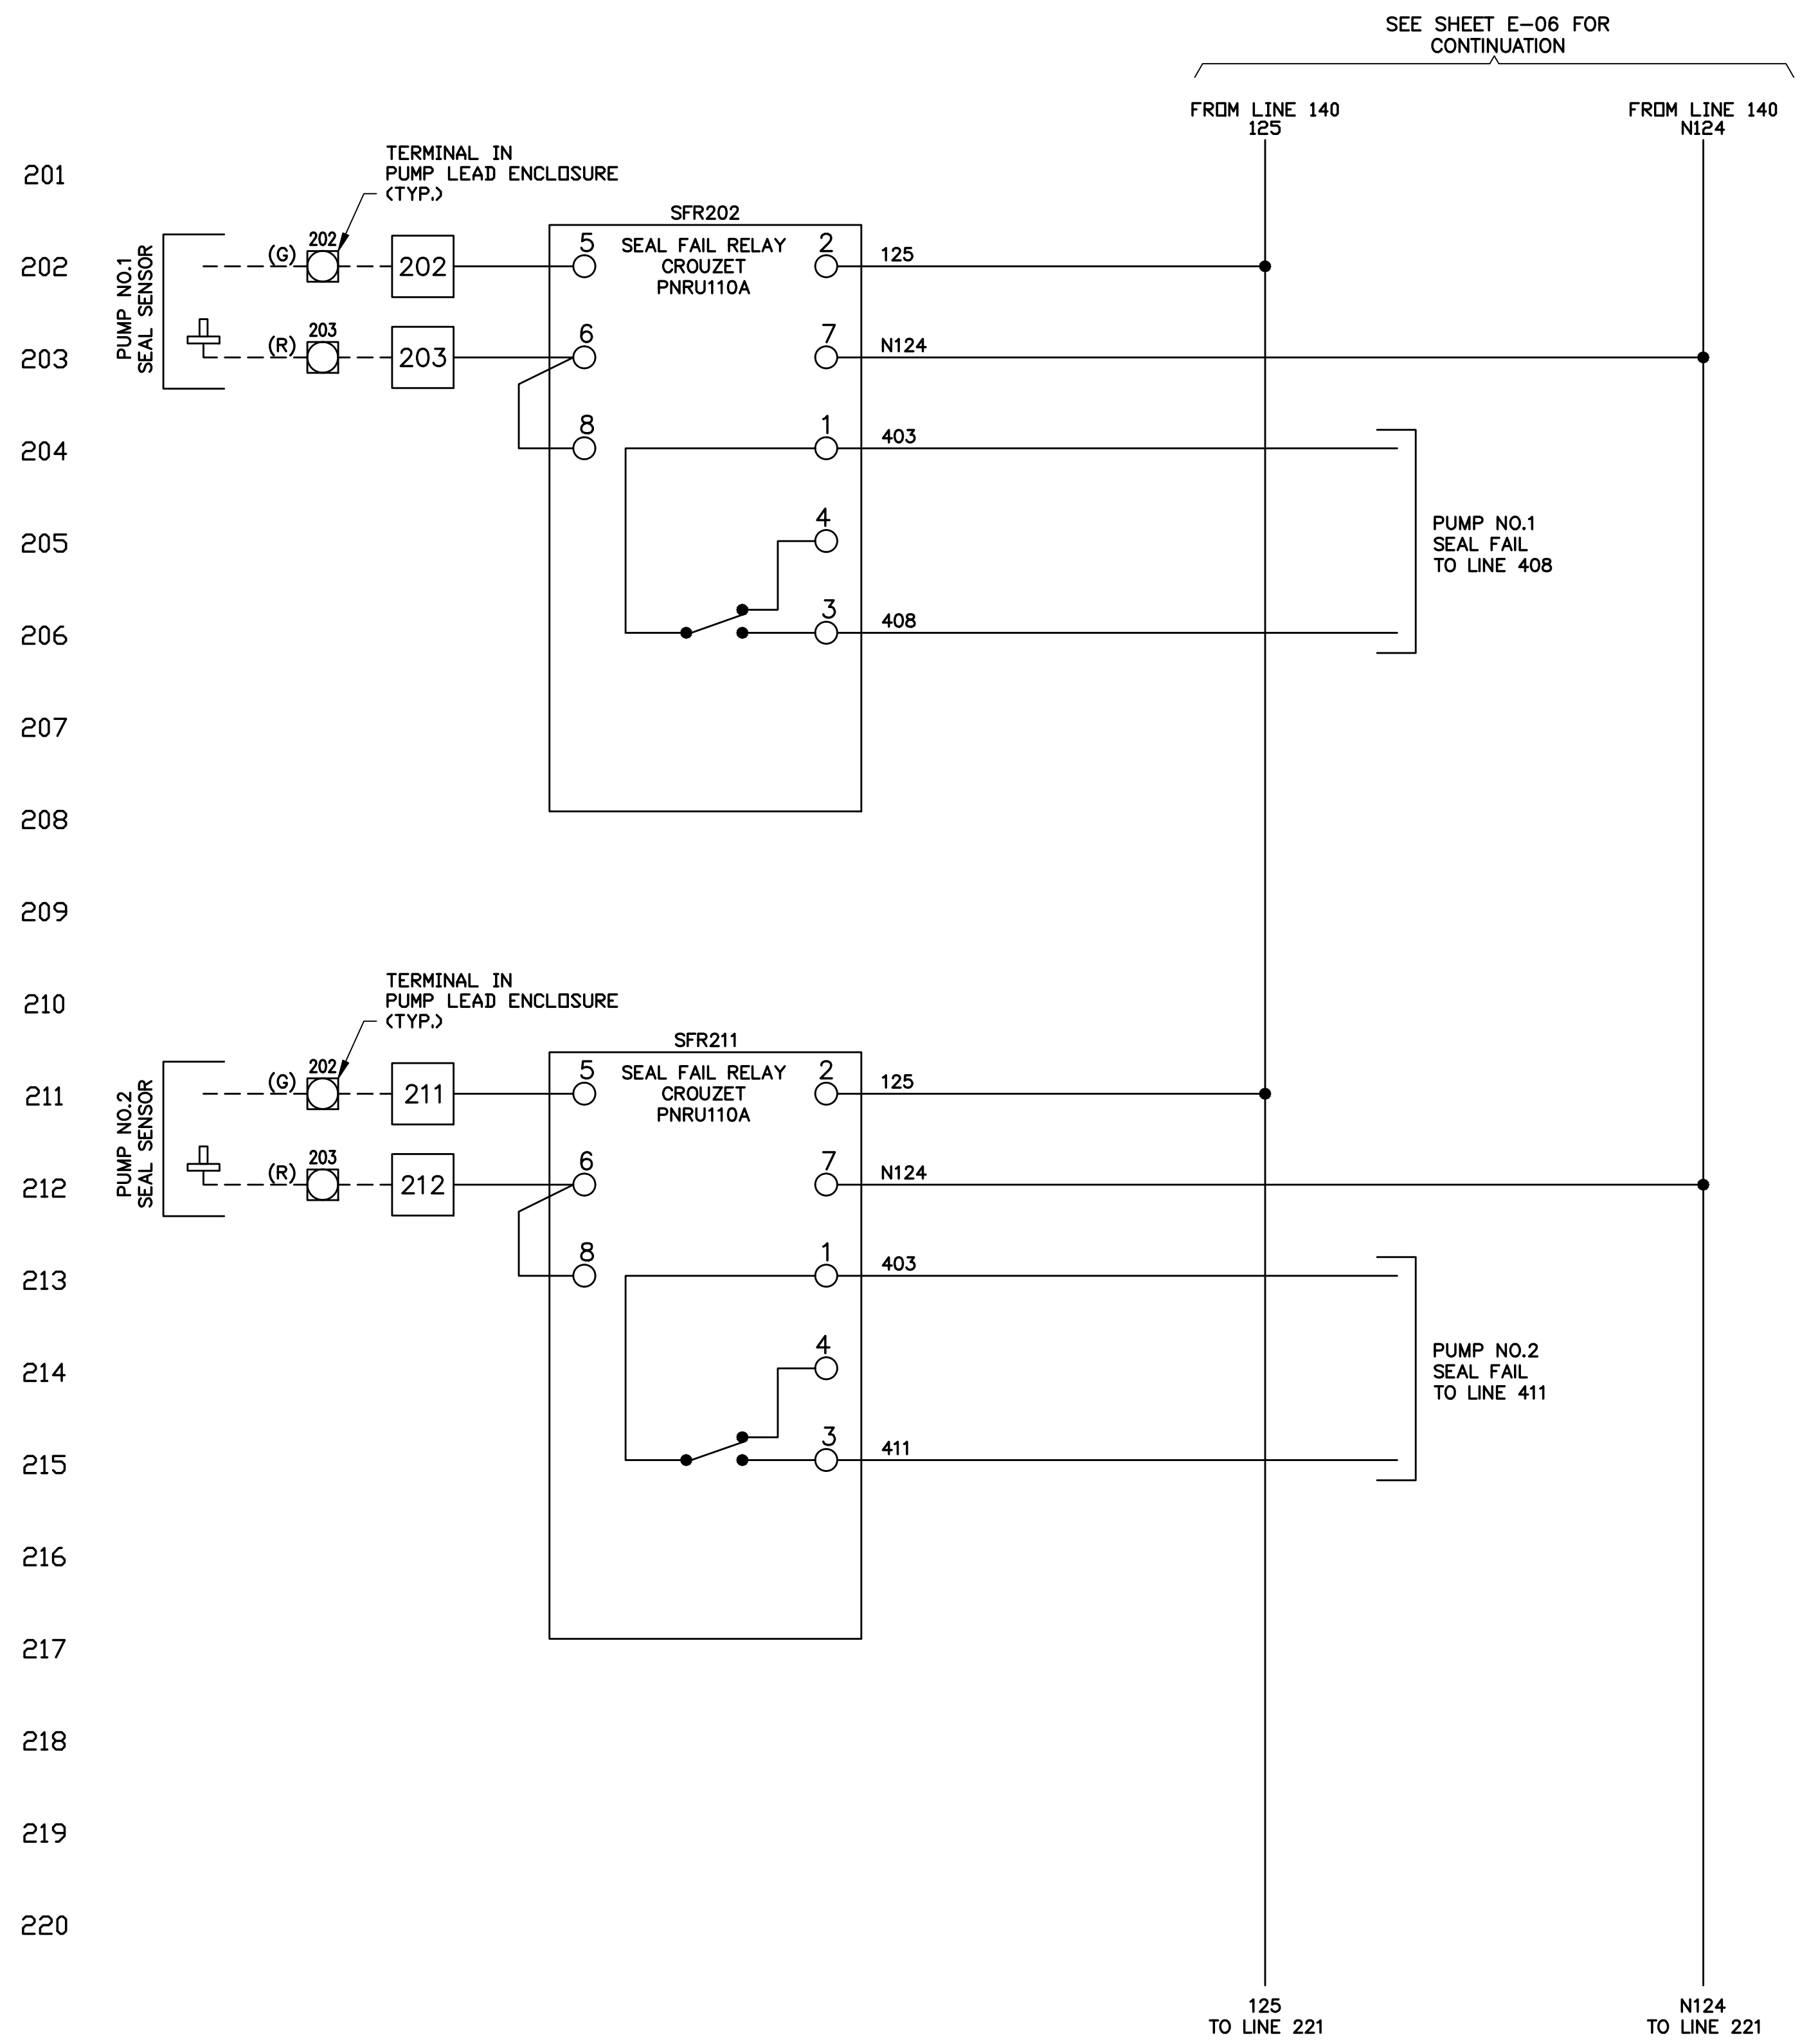 SEE SHEET E-06 FOR
CONTINUATION
FROM LINE 140
125
FROM LINE 140
N124
201
TERMINAL IN
PUMP LEAD ENCLOSURE
(TYP.)
SFR202
202
PUMP NO.1
SEAL SENSOR
(G)
202
202
5
SEAL FAIL RELAY
CROUZET
PNRU110A
2
125
203
(R)
203
203
6
7
N124
204
8
1
403
205
4
PUMP NO.1
SEAL FAIL
TO LINE 408
206
3
408
207
208
209
210
TERMINAL IN
PUMP LEAD ENCLOSURE
(TYP.)
SFR211
211
PUMP NO.2
SEAL SENSOR
(G)
202
211
5
SEAL FAIL RELAY
CROUZET
PNRU110A
2
125
212
(R)
203
212
6
7
N124
213
8
1
403
214
4
PUMP NO.2
SEAL FAIL
TO LINE 411
215
3
411
216
217
218
219
220
125
TO LINE 221
N124
TO LINE 221